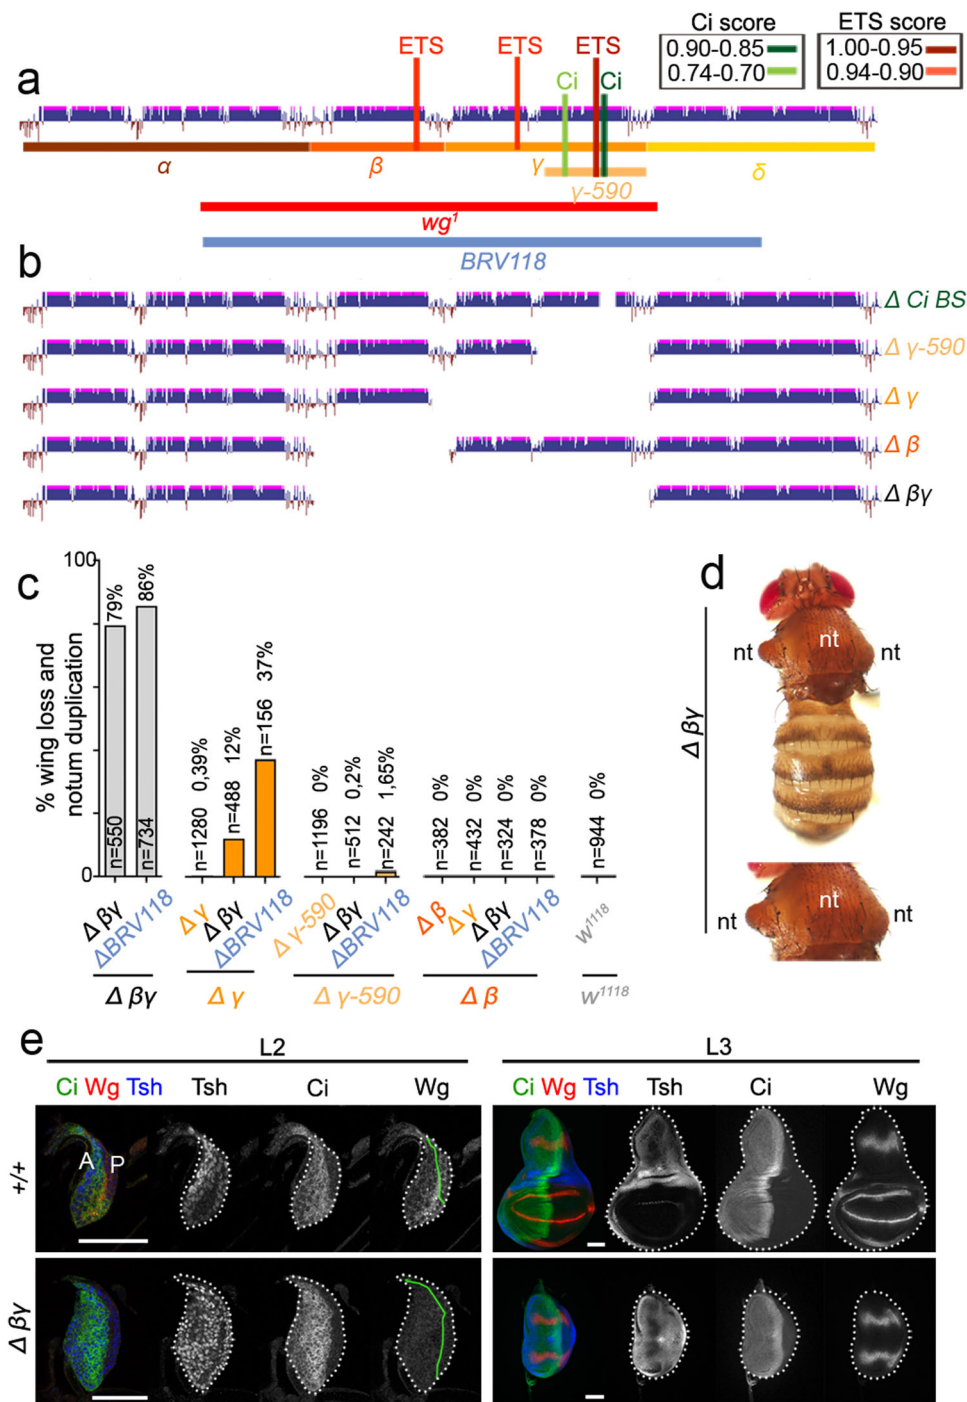 a
ETS
ETS
ETS
Ci
Ci
Ci score
0.90-0.85
0.74-0.70
ETS score
1.00-0.95
0.94-0.90
α
β
γ
δ
γ-590
wg¹
BRV118
b
Δ Ci BS
Δ γ-590
Δ γ
Δ β
Δ βγ
c
% wing loss and
notum duplication
100
0
n=550 79%
n=734 86%
n=1280 0,39%
n=488 12%
n=156 37%
n=1196 0%
n=512 0,2%
n=242 1,65%
n=382 0%
n=432 0%
n=324 0%
n=378 0%
n=944 0%
Δ βγ
ΔBRV118
Δ γ
Δ βγ
ΔBRV118
Δ γ-590
Δ βγ
ΔBRV118
Δ β
Δ γ
Δ βγ
ΔBRV118
w¹¹¹⁸
Δ βγ
Δ γ
Δ γ-590
Δ β
w¹¹¹⁸
d
Δ βγ
nt
nt
nt
nt
nt
nt
e
L2
L3
Ci Wg Tsh Tsh Ci Wg
Ci Wg Tsh Tsh Ci Wg
+/+
A
P
Δ βγ